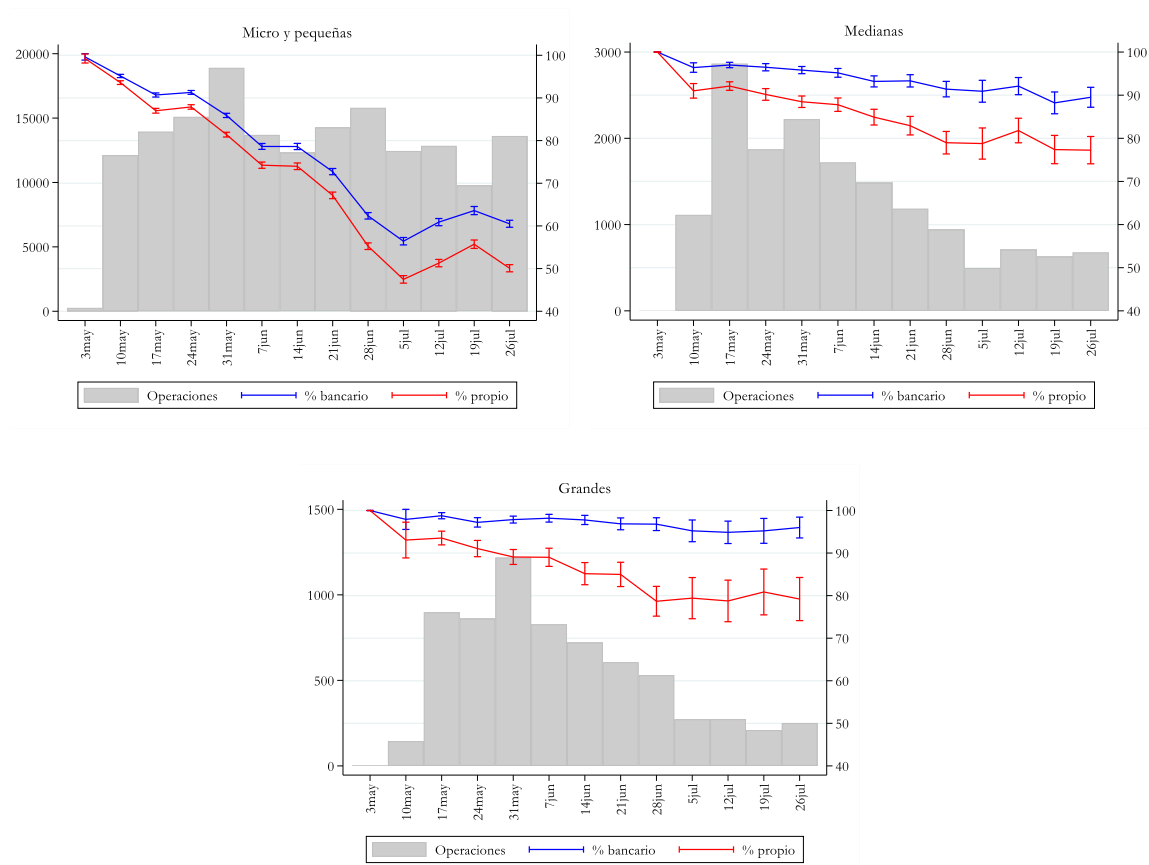 Micro y pequeñas
20000
15000
10000
5000
0
100
90
80
70
60
50
40
3may
10may
17may
24may
31may
7jun
14jun
21jun
28jun
5jul
12jul
19jul
26jul
Operaciones % bancario % propio
Medianas
3000
2000
1000
0
100
90
80
70
60
50
40
3may
10may
17may
24may
31may
7jun
14jun
21jun
28jun
5jul
12jul
19jul
26jul
Operaciones % bancario % propio
Grandes
1500
1000
500
0
100
90
80
70
60
50
40
3may
10may
17may
24may
31may
7jun
14jun
21jun
28jun
5jul
12jul
19jul
26jul
Operaciones % bancario % propio